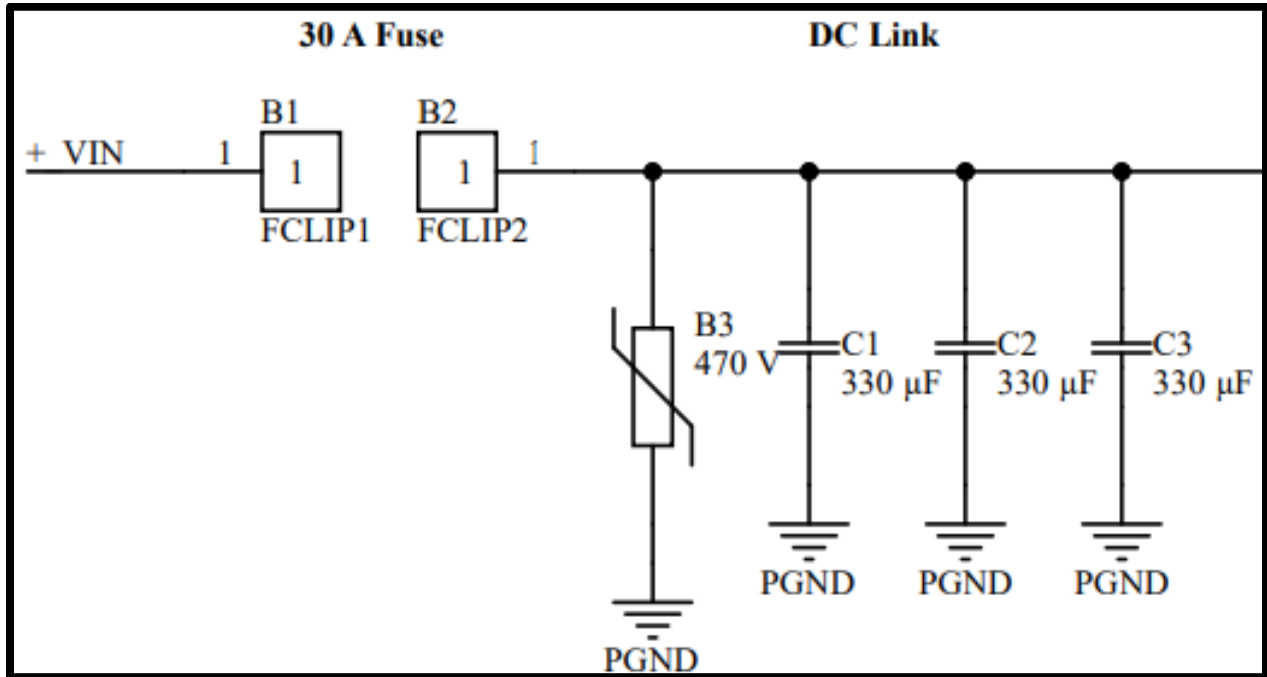 30 A Fuse
DC Link
B1
B2
+ VIN
1
1
1
1
FCLIP1
FCLIP2
B3
470 V
C1
330 μF
C2
330 μF
C3
330 μF
PGND
PGND
PGND
PGND